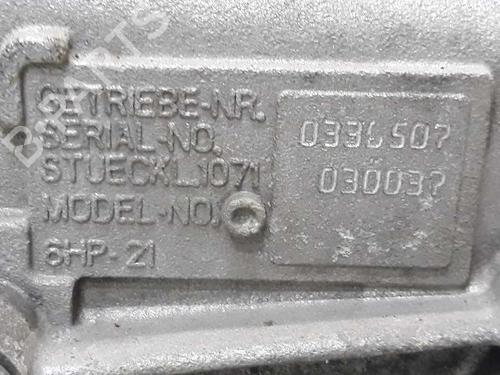 GETRIEBE-NR.
SERIAL-NO. 0336507
STUECKL.1071 030037
MODEL-NO.
6HP-21